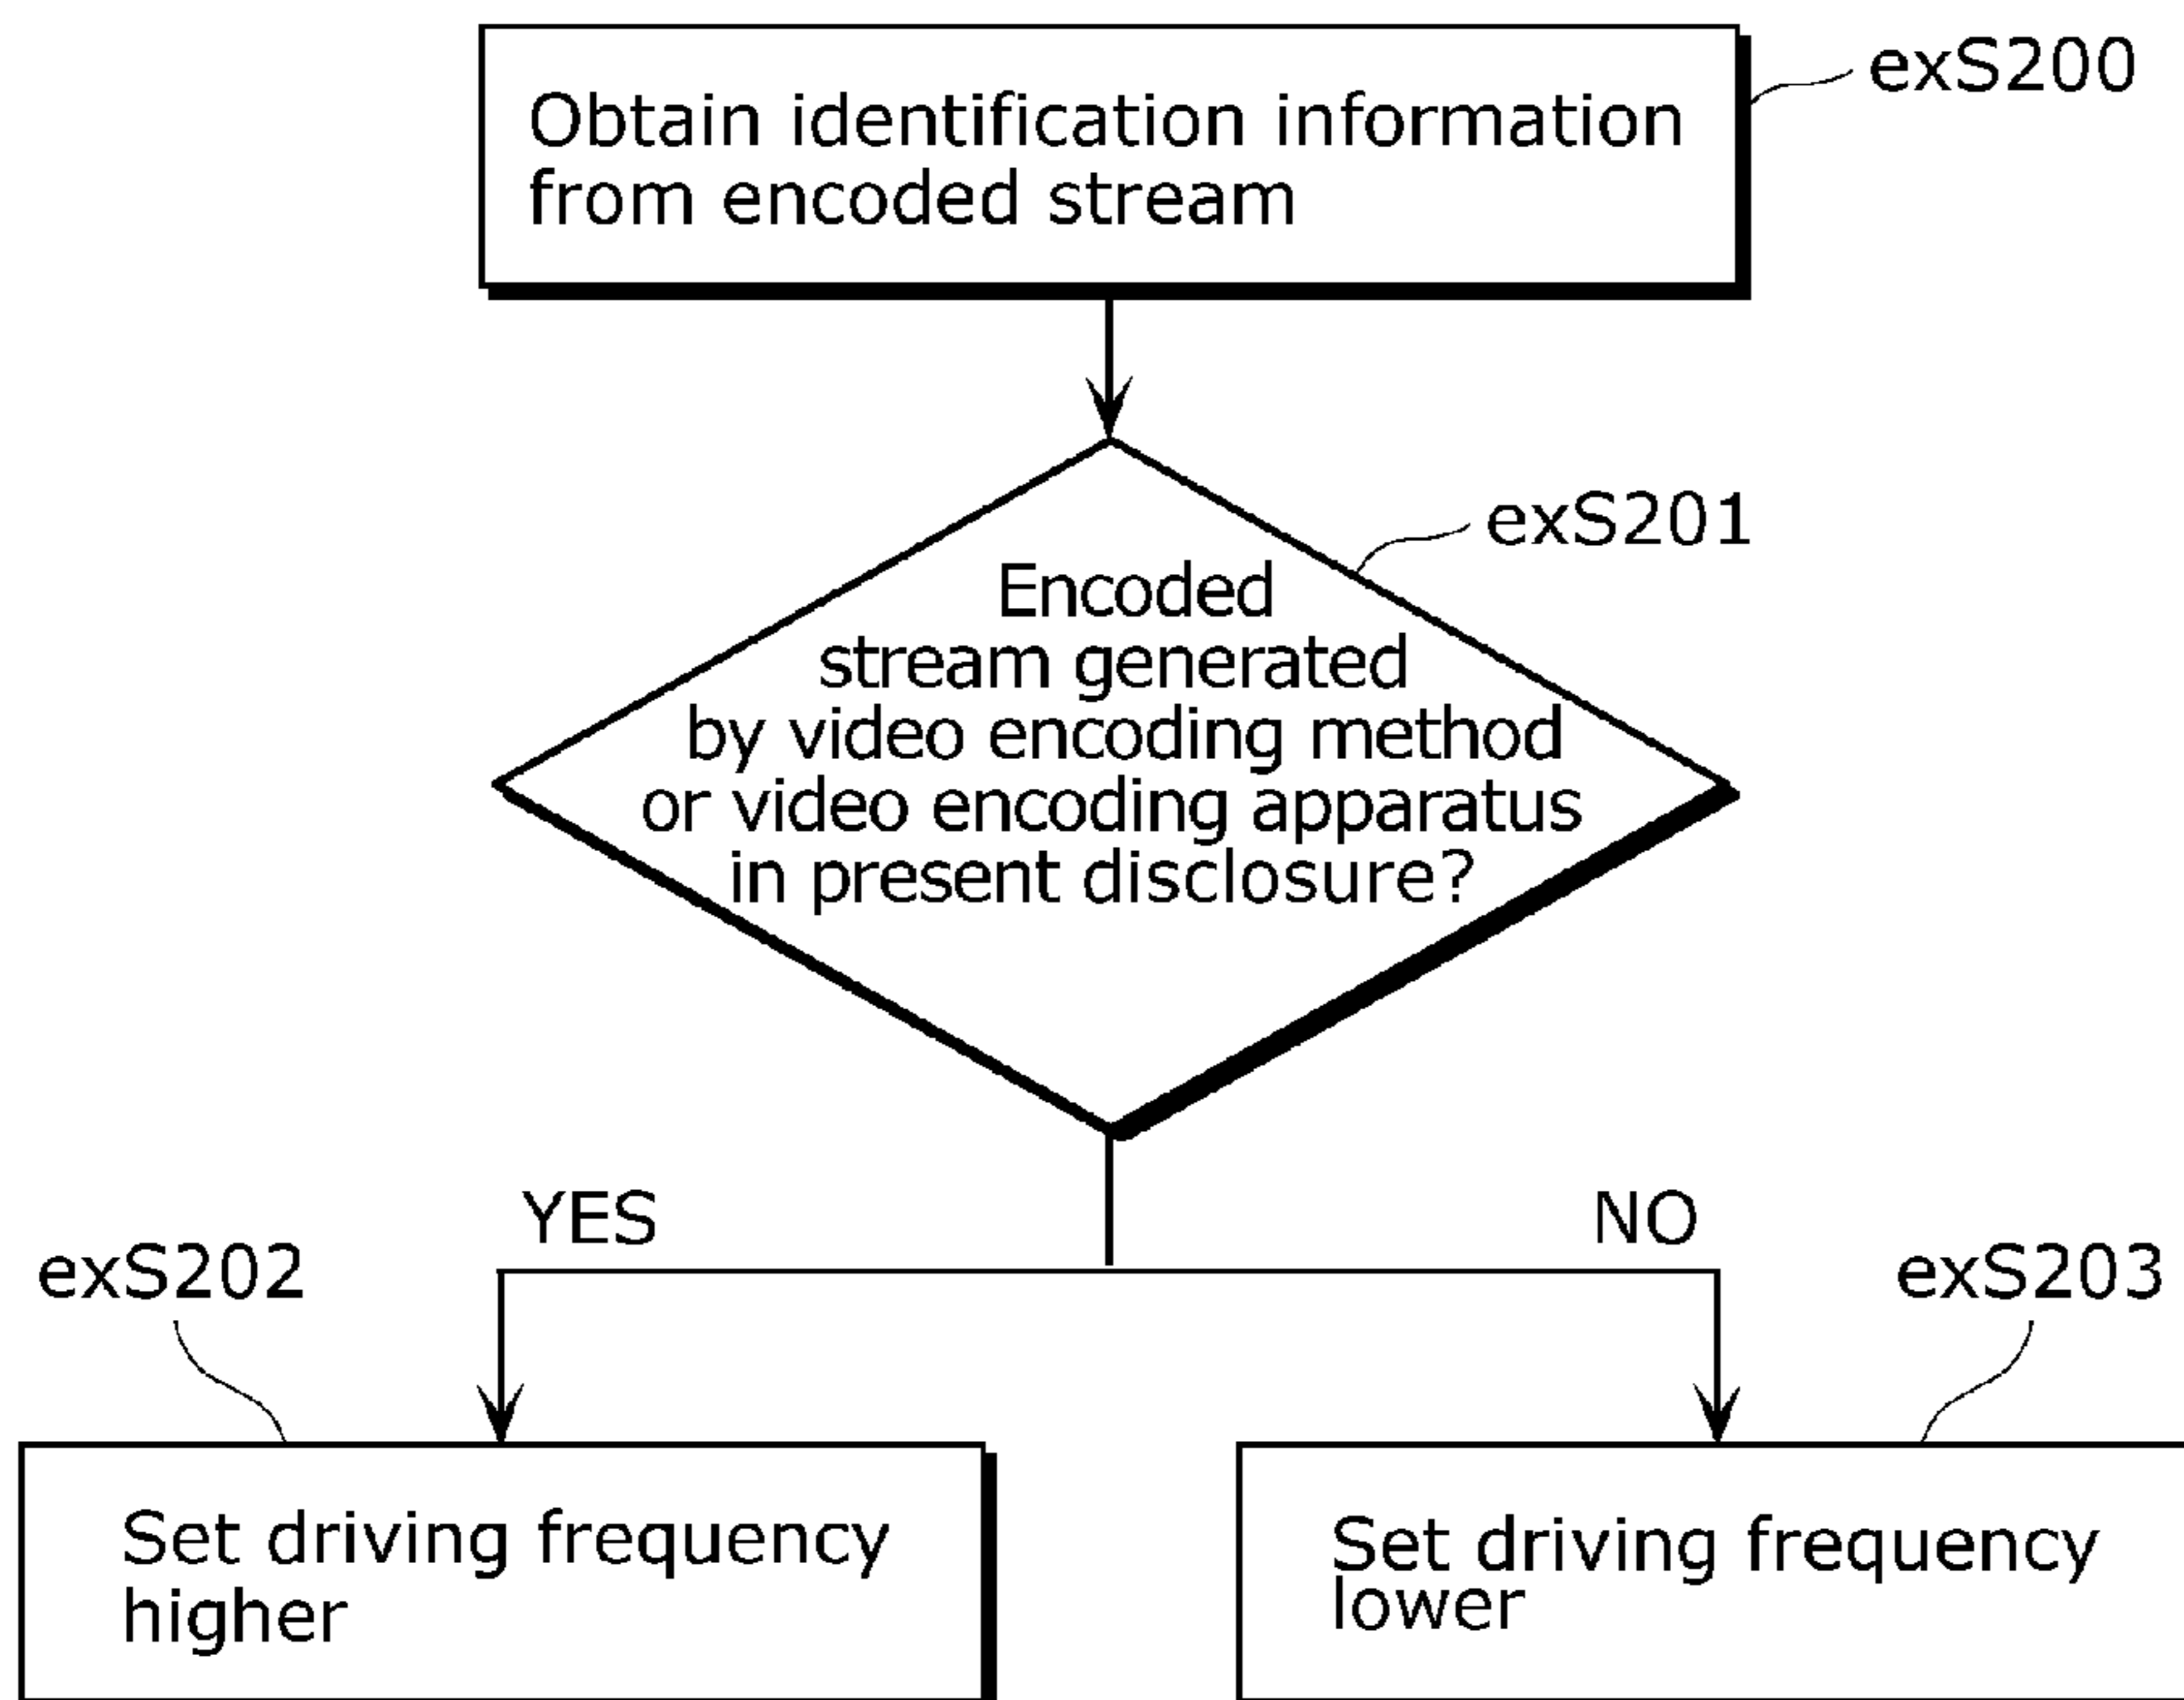 exS200
Obtain identification information
from encoded stream
exS201
Encoded
stream generated
by video encoding method
or video encoding apparatus
in present disclosure?
YES
NO
exS202
exS203
Set driving frequency
higher
Set driving frequency
lower